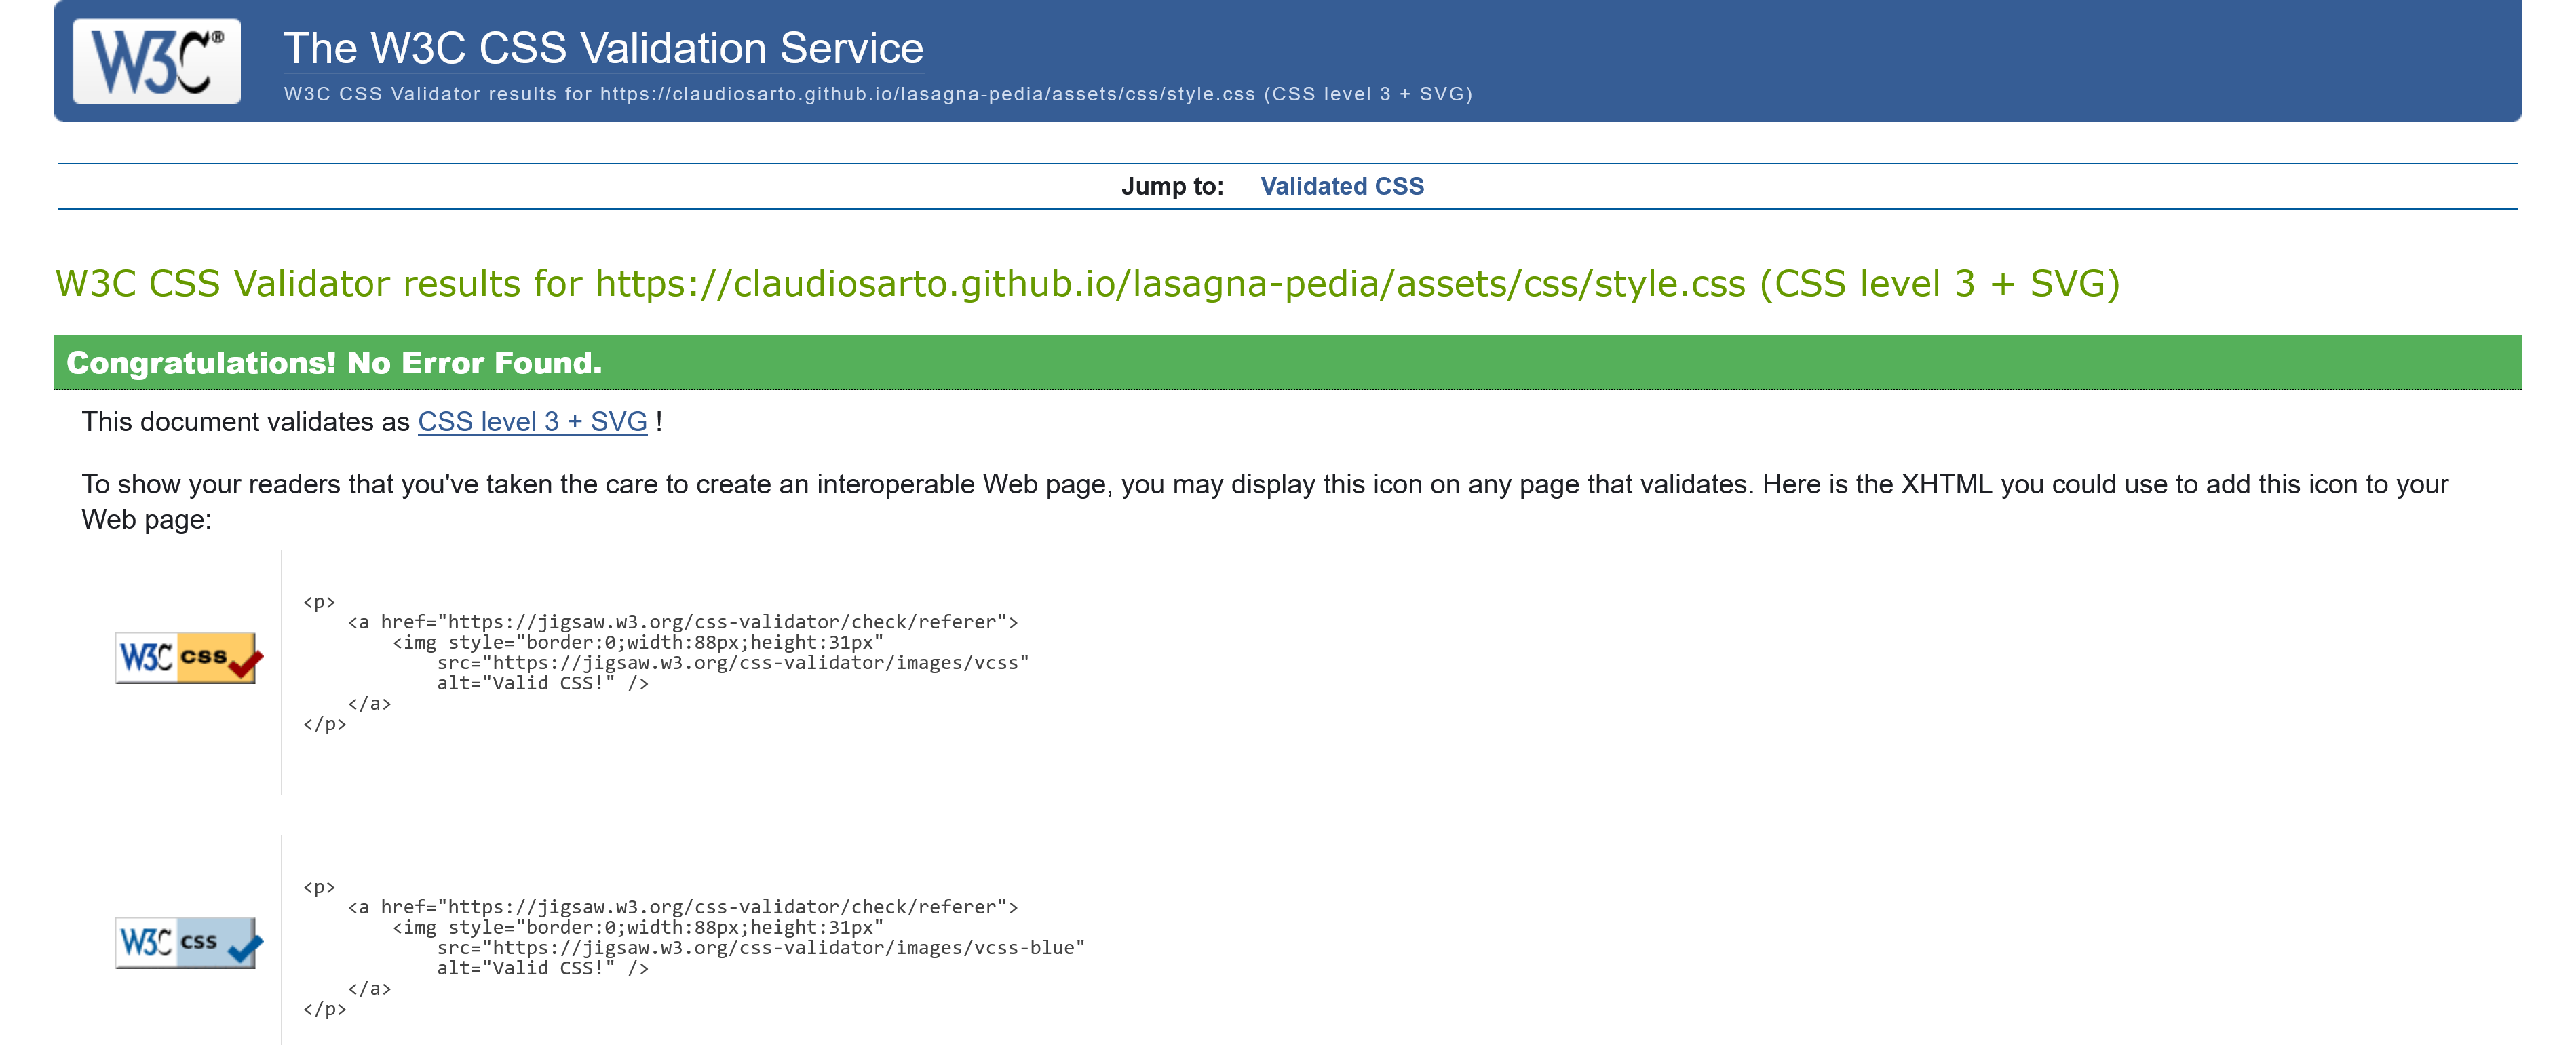 W3C®
The W3C CSS Validation Service
W3C CSS Validator results for https://claudiosarto.github.io/lasagna-pedia/assets/css/style.css (CSS level 3 + SVG)
Jump to: Validated CSS
W3C CSS Validator results for https://claudiosarto.github.io/lasagna-pedia/assets/css/style.css (CSS level 3 + SVG)
Congratulations! No Error Found.
This document validates as CSS level 3 + SVG !
To show your readers that you've taken the care to create an interoperable Web page, you may display this icon on any page that validates. Here is the XHTML you could use to add this icon to your
Web page:
W3C css
<p>
    <a href="https://jigsaw.w3.org/css-validator/check/referer">
        <img style="border:0;width:88px;height:31px"
            src="https://jigsaw.w3.org/css-validator/images/vcss"
            alt="Valid CSS!" />
    </a>
</p>
W3C css
<p>
    <a href="https://jigsaw.w3.org/css-validator/check/referer">
        <img style="border:0;width:88px;height:31px"
            src="https://jigsaw.w3.org/css-validator/images/vcss-blue"
            alt="Valid CSS!" />
    </a>
</p>